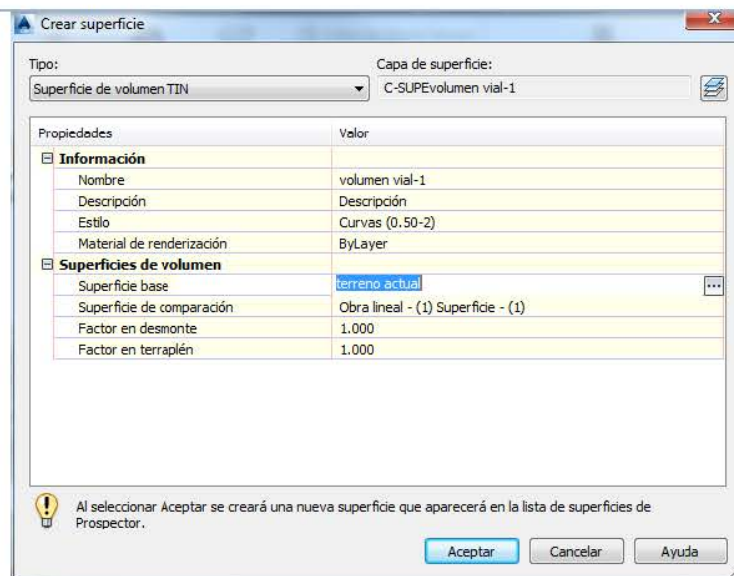 Crear superficie
Tipo:
Capa de superficie:
Superficie de volumen TIN
C-SUPEvolumen vial-1
Propiedades Valor
Información
Nombre volumen vial-1
Descripción Descripción
Estilo Curvas (0.50-2)
Material de renderización ByLayer
Superficies de volumen
Superficie base terreno actual ...
Superficie de comparación Obra lineal - (1) Superficie - (1)
Factor en desmonte 1.000
Factor en terraplén 1.000
Al seleccionar Aceptar se creará una nueva superficie que aparecerá en la lista de superficies de
Prospector.
Aceptar Cancelar Ayuda